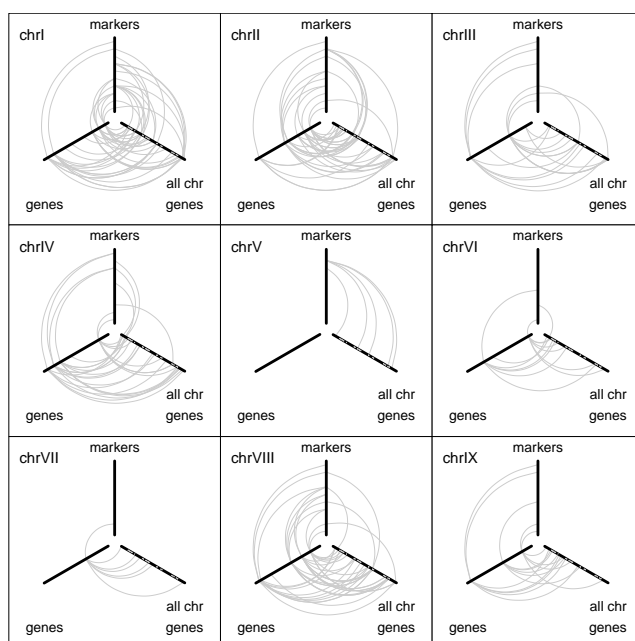 chrI
markers
genes
all chr
genes
chrII
markers
genes
all chr
genes
chrIII
markers
genes
all chr
genes
chrIV
markers
genes
all chr
genes
chrV
markers
genes
all chr
genes
chrVI
markers
genes
all chr
genes
chrVII
markers
genes
all chr
genes
chrVIII
markers
genes
all chr
genes
chrIX
markers
genes
all chr
genes